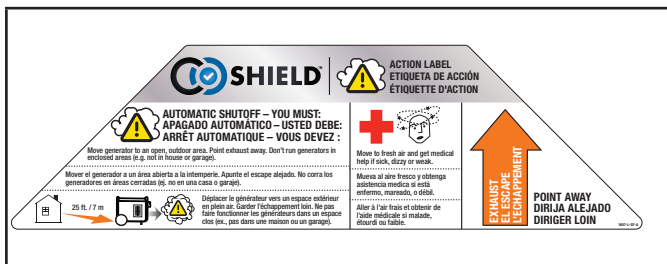 CO SHIELD™
ACTION LABEL
ETIQUETA DE ACCIÓN
ÉTIQUETTE D'ACTION
AUTOMATIC SHUTOFF – YOU MUST:
APAGADO AUTOMÁTICO – USTED DEBE:
ARRÊT AUTOMATIQUE – VOUS DEVEZ :
Move generator to an open, outdoor area. Point exhaust away. Don't run generators in
enclosed areas (e.g. not in house or garage).
Mover el generador a un área abierta a la intemperie. Apunte el escape alejado. No corra los
generadores en áreas cerradas (ej. no en una casa o garaje).
25 ft. / 7 m
Déplacer le générateur vers un espace extérieur
en plein air. Garder l'échappement loin. Ne pas
faire fonctionner les générateurs dans un espace
clos (ex., pas dans une maison ou un garage).
Move to fresh air and get medical
help if sick, dizzy or weak.
Mueva al aire fresco y obtenga
asistencia medica si está
enfermo, mareado, o débil.
Aller à l'air frais et obtenir de
l'aide médicale si malade,
étourdi ou faible.
EXHAUST
EL ESCAPE
L'ECHAPPEMENT
POINT AWAY
DIRIJA ALEJADO
DIRIGER LOIN